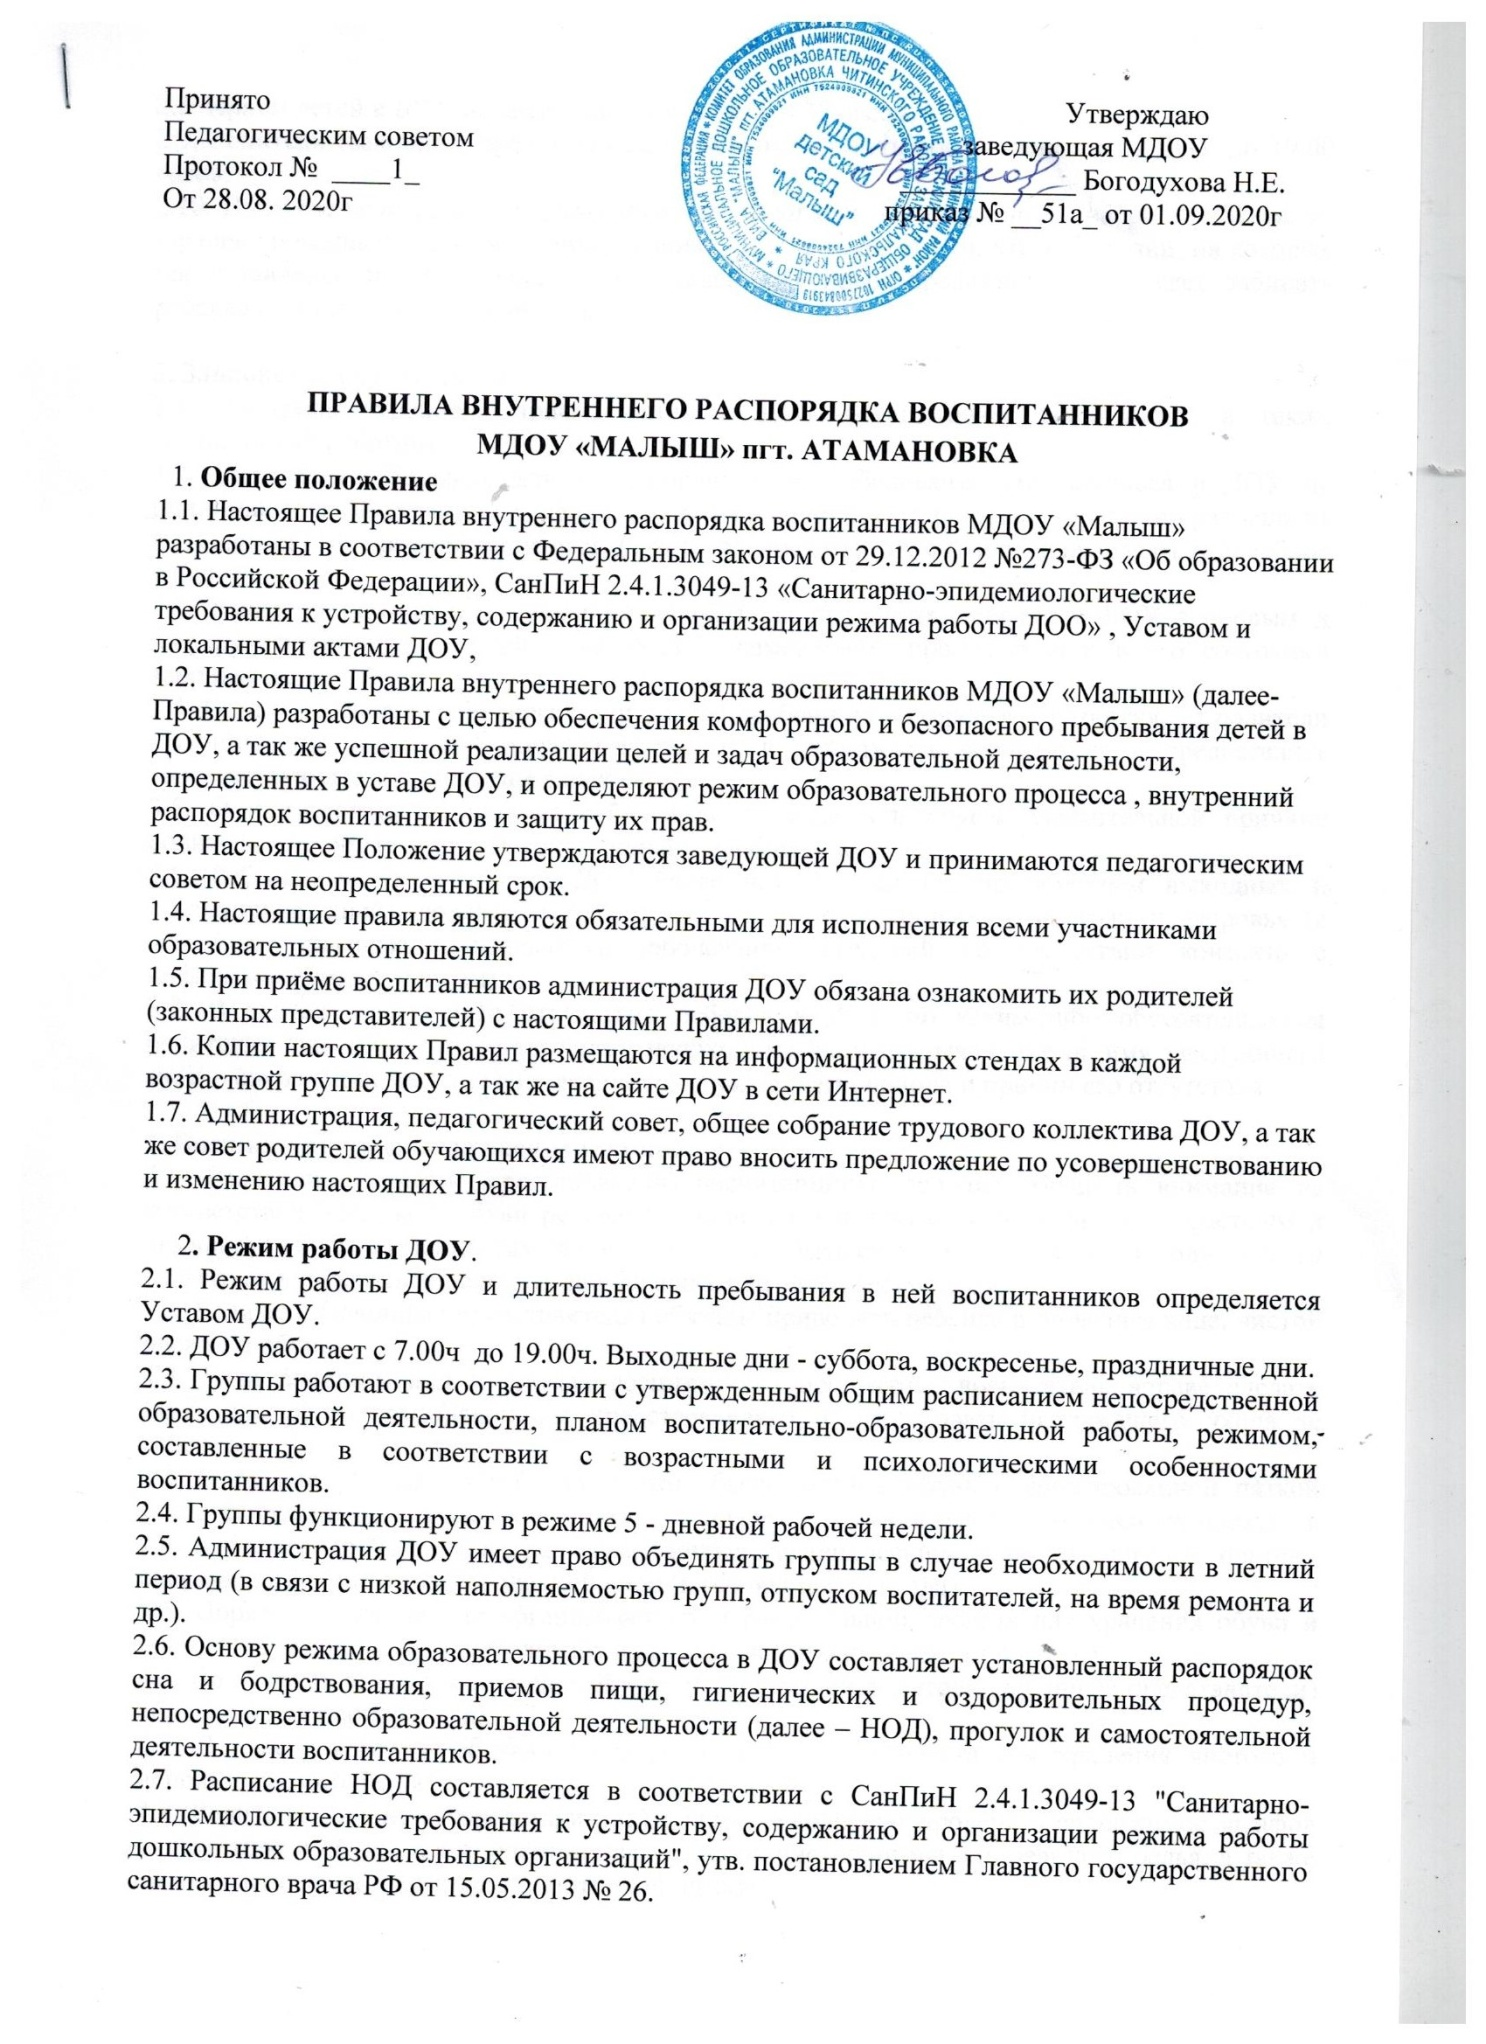 Принято
Педагогическим советом
Протокол № ____1_
От 28.08. 2020г
Утверждаю
заведующая МДОУ
____________ Богодухова Н.Е.
приказ № __51а_ от 01.09.2020г
МДОУ
детский
сад
"Малыш"
ПРАВИЛА ВНУТРЕННЕГО РАСПОРЯДКА ВОСПИТАННИКОВ
МДОУ «МАЛЫШ» пгт. АТАМАНОВКА
1. Общее положение
1.1. Настоящее Правила внутреннего распорядка воспитанников МДОУ «Малыш»
разработаны в соответствии с Федеральным законом от 29.12.2012 №273-ФЗ «Об образовании
в Российской Федерации», СанПиН 2.4.1.3049-13 «Санитарно-эпидемиологические
требования к устройству, содержанию и организации режима работы ДОО» , Уставом и
локальными актами ДОУ,
1.2. Настоящие Правила внутреннего распорядка воспитанников МДОУ «Малыш» (далее-
Правила) разработаны с целью обеспечения комфортного и безопасного пребывания детей в
ДОУ, а так же успешной реализации целей и задач образовательной деятельности,
определенных в уставе ДОУ, и определяют режим образовательного процесса , внутренний
распорядок воспитанников и защиту их прав.
1.3. Настоящее Положение утверждаются заведующей ДОУ и принимаются педагогическим
советом на неопределенный срок.
1.4. Настоящие правила являются обязательными для исполнения всеми участниками
образовательных отношений.
1.5. При приёме воспитанников администрация ДОУ обязана ознакомить их родителей
(законных представителей) с настоящими Правилами.
1.6. Копии настоящих Правил размещаются на информационных стендах в каждой
возрастной группе ДОУ, а так же на сайте ДОУ в сети Интернет.
1.7. Администрация, педагогический совет, общее собрание трудового коллектива ДОУ, а так
же совет родителей обучающихся имеют право вносить предложение по усовершенствованию
и изменению настоящих Правил.
2. Режим работы ДОУ.
2.1. Режим работы ДОУ и длительность пребывания в ней воспитанников определяется
Уставом ДОУ.
2.2. ДОУ работает с 7.00ч до 19.00ч. Выходные дни - суббота, воскресенье, праздничные дни.
2.3. Группы работают в соответствии с утвержденным общим расписанием непосредственной
образовательной деятельности, планом воспитательно-образовательной работы, режимом,
составленные в соответствии с возрастными и психологическими особенностями
воспитанников.
2.4. Группы функционируют в режиме 5 - дневной рабочей недели.
2.5. Администрация ДОУ имеет право объединять группы в случае необходимости в летний
период (в связи с низкой наполняемостью групп, отпуском воспитателей, на время ремонта и
др.).
2.6. Основу режима образовательного процесса в ДОУ составляет установленный распорядок
сна и бодрствования, приемов пищи, гигиенических и оздоровительных процедур,
непосредственно образовательной деятельности (далее – НОД), прогулок и самостоятельной
деятельности воспитанников.
2.7. Расписание НОД составляется в соответствии с СанПиН 2.4.1.3049-13 "Санитарно-
эпидемиологические требования к устройству, содержанию и организации режима работы
дошкольных образовательных организаций", утв. постановлением Главного государственного
санитарного врача РФ от 15.05.2013 № 26.